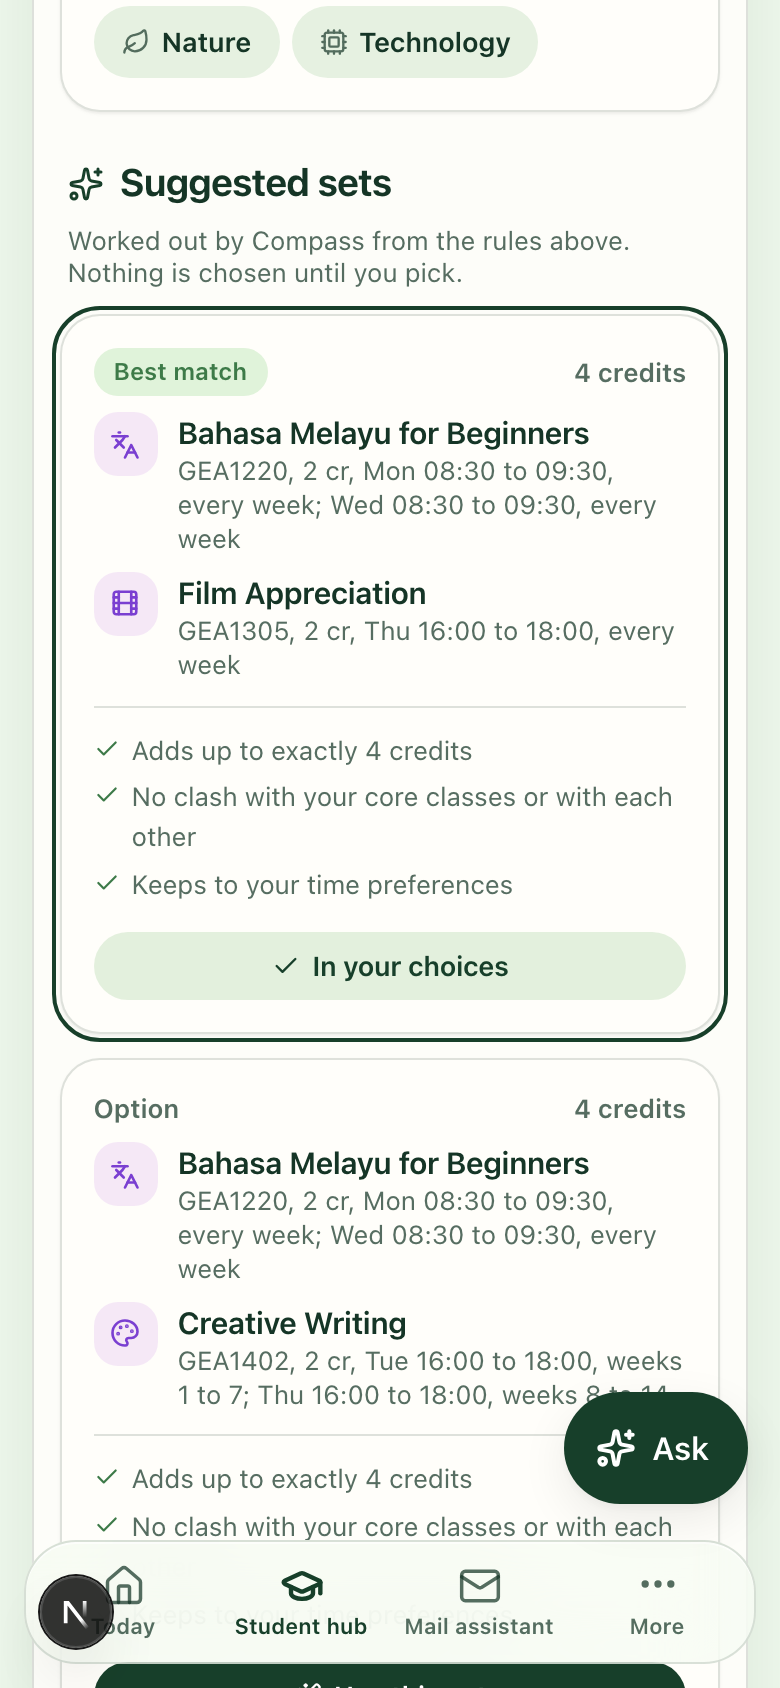 Nature
Technology
Suggested sets
Worked out by Compass from the rules above.
Nothing is chosen until you pick.
Best match
4 credits
Bahasa Melayu for Beginners
GEA1220, 2 cr, Mon 08:30 to 09:30,
every week; Wed 08:30 to 09:30, every
week
Film Appreciation
GEA1305, 2 cr, Thu 16:00 to 18:00, every
week
Adds up to exactly 4 credits
No clash with your core classes or with each
other
Keeps to your time preferences
In your choices
Option
4 credits
Bahasa Melayu for Beginners
GEA1220, 2 cr, Mon 08:30 to 09:30,
every week; Wed 08:30 to 09:30, every
week
Creative Writing
GEA1402, 2 cr, Tue 16:00 to 18:00, weeks
1 to 7; Thu 16:00 to 18:00, weeks 8 to 14
Ask
Adds up to exactly 4 credits
No clash with your core classes or with each
Keeps to your time preferences
N
Today
Student hub
Mail assistant
More